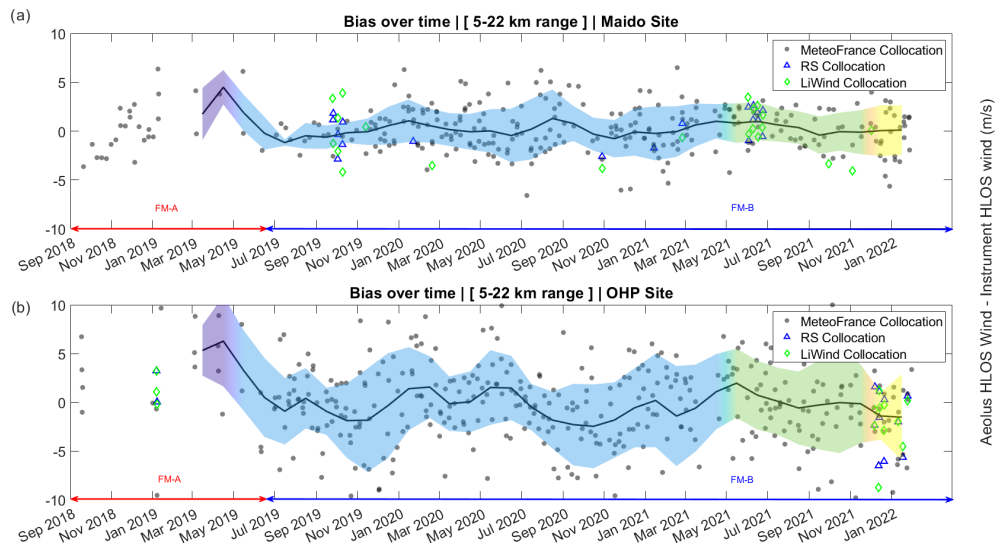 (a)
Bias over time | [ 5-22 km range ] | Maido Site
10
5
0
-5
-10
MeteoFrance Collocation
RS Collocation
LiWind Collocation
FM-A
FM-B
Sep 2018
Nov 2018
Jan 2019
Mar 2019
May 2019
Jul 2019
Sep 2019
Nov 2019
Jan 2020
Mar 2020
May 2020
Jul 2020
Sep 2020
Nov 2020
Jan 2021
Mar 2021
May 2021
Jul 2021
Sep 2021
Nov 2021
Jan 2022
Aeolus HLOS Wind - Instrument HLOS wind (m/s)
(b)
Bias over time | [ 5-22 km range ] | OHP Site
10
5
0
-5
-10
MeteoFrance Collocation
RS Collocation
LiWind Collocation
FM-A
FM-B
Sep 2018
Nov 2018
Jan 2019
Mar 2019
May 2019
Jul 2019
Sep 2019
Nov 2019
Jan 2020
Mar 2020
May 2020
Jul 2020
Sep 2020
Nov 2020
Jan 2021
Mar 2021
May 2021
Jul 2021
Sep 2021
Nov 2021
Jan 2022